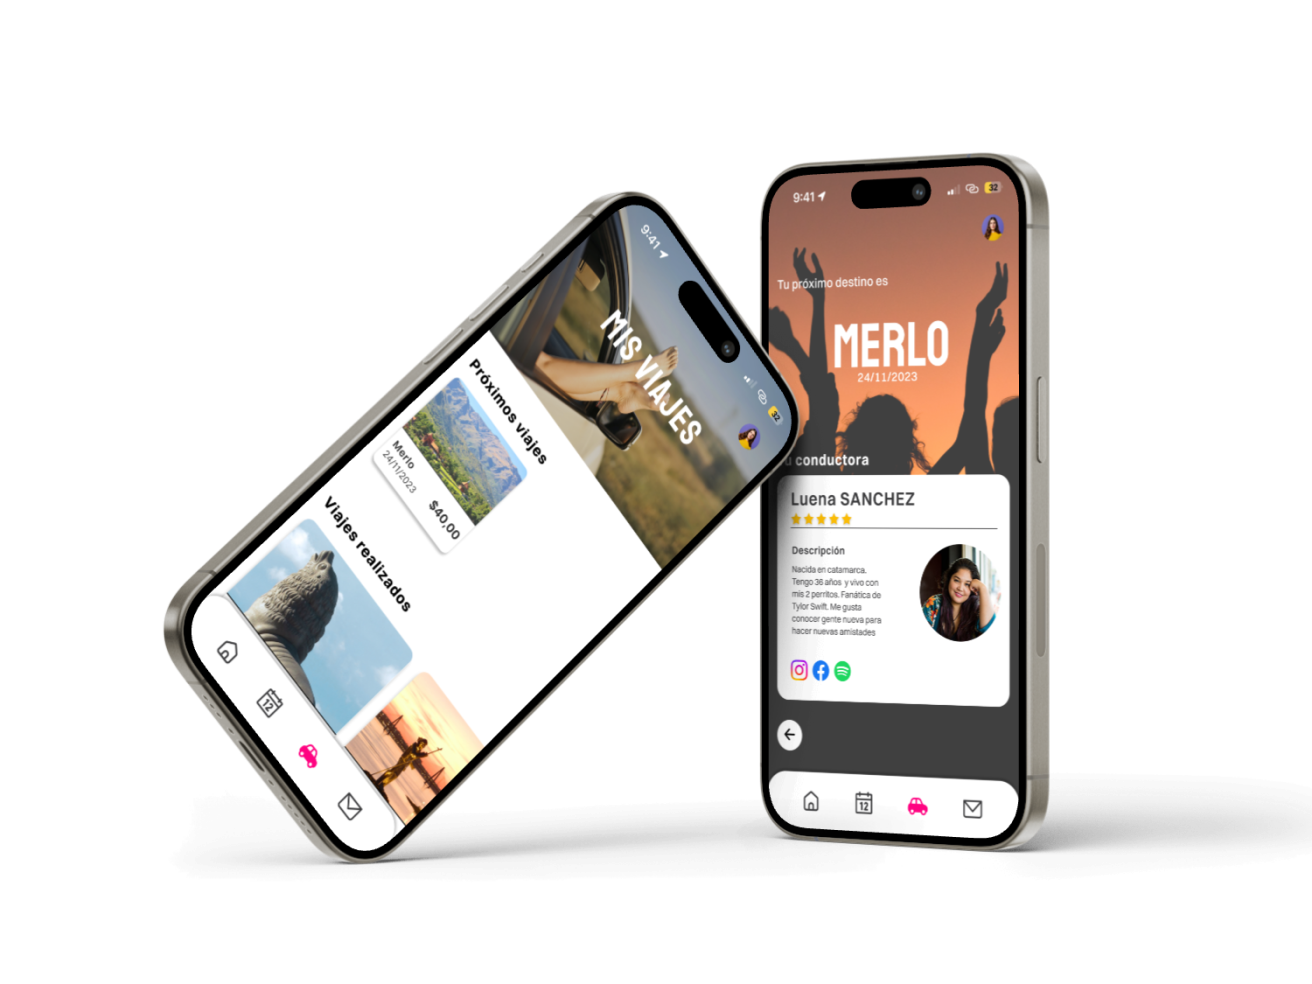 9:41
MIS VIAJES
32
Próximos viajes
Merlo
24/11/2023
$40,00
Viajes realizados
12
9:41
32
Tu próximo destino es
MERLO
24/11/2023
u conductora
Luena SANCHEZ
Descripción
Nacida en catamarca.
Tengo 36 años y vivo con
mis 2 perritos. Fanática de
Tylor Swift. Me gusta
conocer gente nueva para
hacer nuevas amistades
12